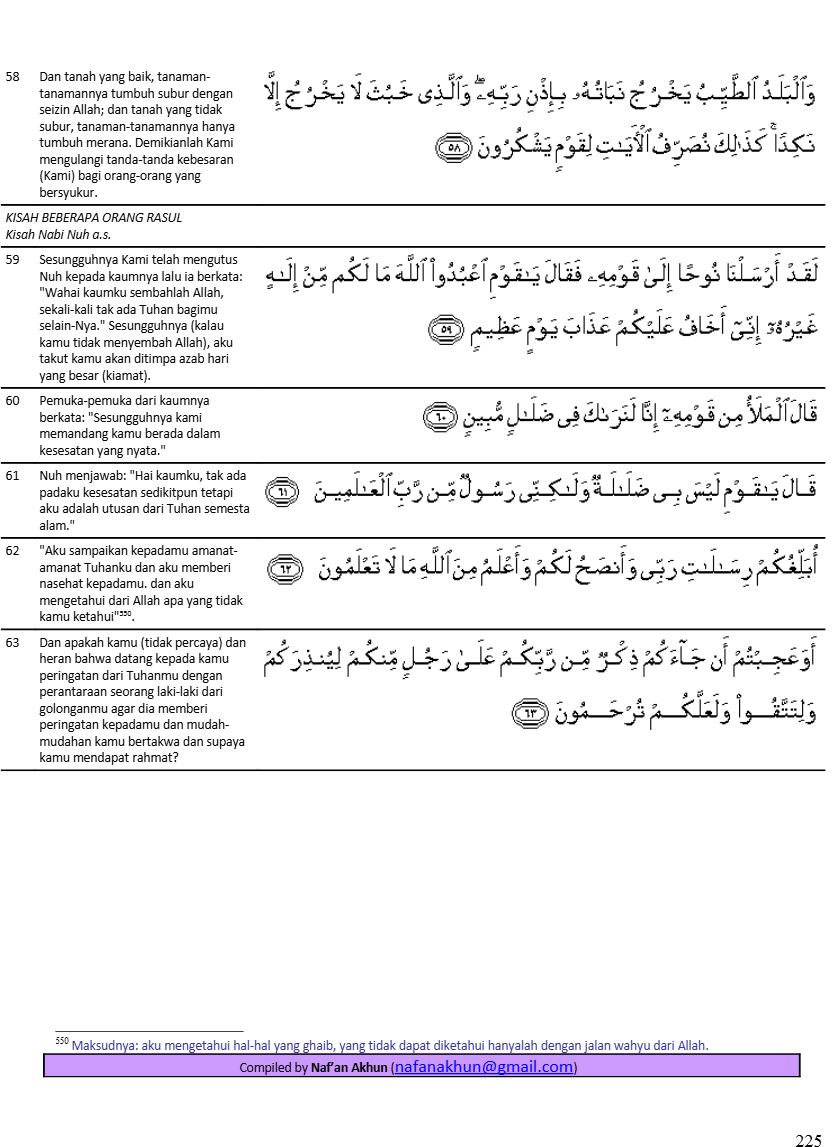 58 Dan tanah yang baik, tanaman-
tanamannya tumbuh subur dengan
seizin Allah; dan tanah yang tidak
subur, tanaman-tanamannya hanya
tumbuh merana. Demikianlah Kami
mengulangi tanda-tanda kebesaran
(Kami) bagi orang-orang yang
bersyukur.
وَٱلْبَلَدُ ٱلطَّيِّبُ يَخْرُجُ نَبَاتُهُۥ بِإِذْنِ رَبِّهِۦ ۖ وَٱلَّذِى خَبُثَ لَا يَخْرُجُ إِلَّا
نَكِدًا ۚ كَذَٰلِكَ نُصَرِّفُ ٱلْـَٔايَـٰتِ لِقَوْمٍ يَشْكُرُونَ ٥٨
KISAH BEBERAPA ORANG RASUL
Kisah Nabi Nuh a.s.
59 Sesungguhnya Kami telah mengutus
Nuh kepada kaumnya lalu ia berkata:
"Wahai kaumku sembahlah Allah,
sekali-kali tak ada Tuhan bagimu
selain-Nya." Sesungguhnya (kalau
kamu tidak menyembah Allah), aku
takut kamu akan ditimpa azab hari
yang besar (kiamat).
لَقَدْ أَرْسَلْنَا نُوحًا إِلَىٰ قَوْمِهِۦ فَقَالَ يَـٰقَوْمِ ٱعْبُدُوا۟ ٱللَّهَ مَا لَكُم مِّنْ إِلَـٰهٍ
غَيْرُهُۥٓ إِنِّىٓ أَخَافُ عَلَيْكُمْ عَذَابَ يَوْمٍ عَظِيمٍ ٥٩
60 Pemuka-pemuka dari kaumnya
berkata: "Sesungguhnya kami
memandang kamu berada dalam
kesesatan yang nyata."
قَالَ ٱلْمَلَأُ مِن قَوْمِهِۦٓ إِنَّا لَنَرَىٰكَ فِى ضَلَـٰلٍ مُّبِينٍ ٦٠
61 Nuh menjawab: "Hai kaumku, tak ada
padaku kesesatan sedikitpun tetapi
aku adalah utusan dari Tuhan semesta
alam."
قَالَ يَـٰقَوْمِ لَيْسَ بِى ضَلَـٰلَةٌ وَلَـٰكِنِّى رَسُولٌ مِّن رَّبِّ ٱلْعَـٰلَمِينَ ٦١
62 "Aku sampaikan kepadamu amanat-
amanat Tuhanku dan aku memberi
nasehat kepadamu. dan aku
mengetahui dari Allah apa yang tidak
kamu ketahui"550.
أُبَلِّغُكُمْ رِسَـٰلَـٰتِ رَبِّى وَأَنصَحُ لَكُمْ وَأَعْلَمُ مِنَ ٱللَّهِ مَا لَا تَعْلَمُونَ ٦٢
63 Dan apakah kamu (tidak percaya) dan
heran bahwa datang kepada kamu
peringatan dari Tuhanmu dengan
perantaraan seorang laki-laki dari
golonganmu agar dia memberi
peringatan kepadamu dan mudah-
mudahan kamu bertakwa dan supaya
kamu mendapat rahmat?
أَوَعَجِبْتُمْ أَن جَآءَكُمْ ذِكْرٌ مِّن رَّبِّكُمْ عَلَىٰ رَجُلٍ مِّنكُمْ لِيُنذِرَكُمْ
وَلِتَتَّقُوا۟ وَلَعَلَّكُمْ تُرْحَمُونَ ٦٣
550 Maksudnya: aku mengetahui hal-hal yang ghaib, yang tidak dapat diketahui hanyalah dengan jalan wahyu dari Allah.
Compiled by Naf’an Akhun (nafanakhun@gmail.com)
225